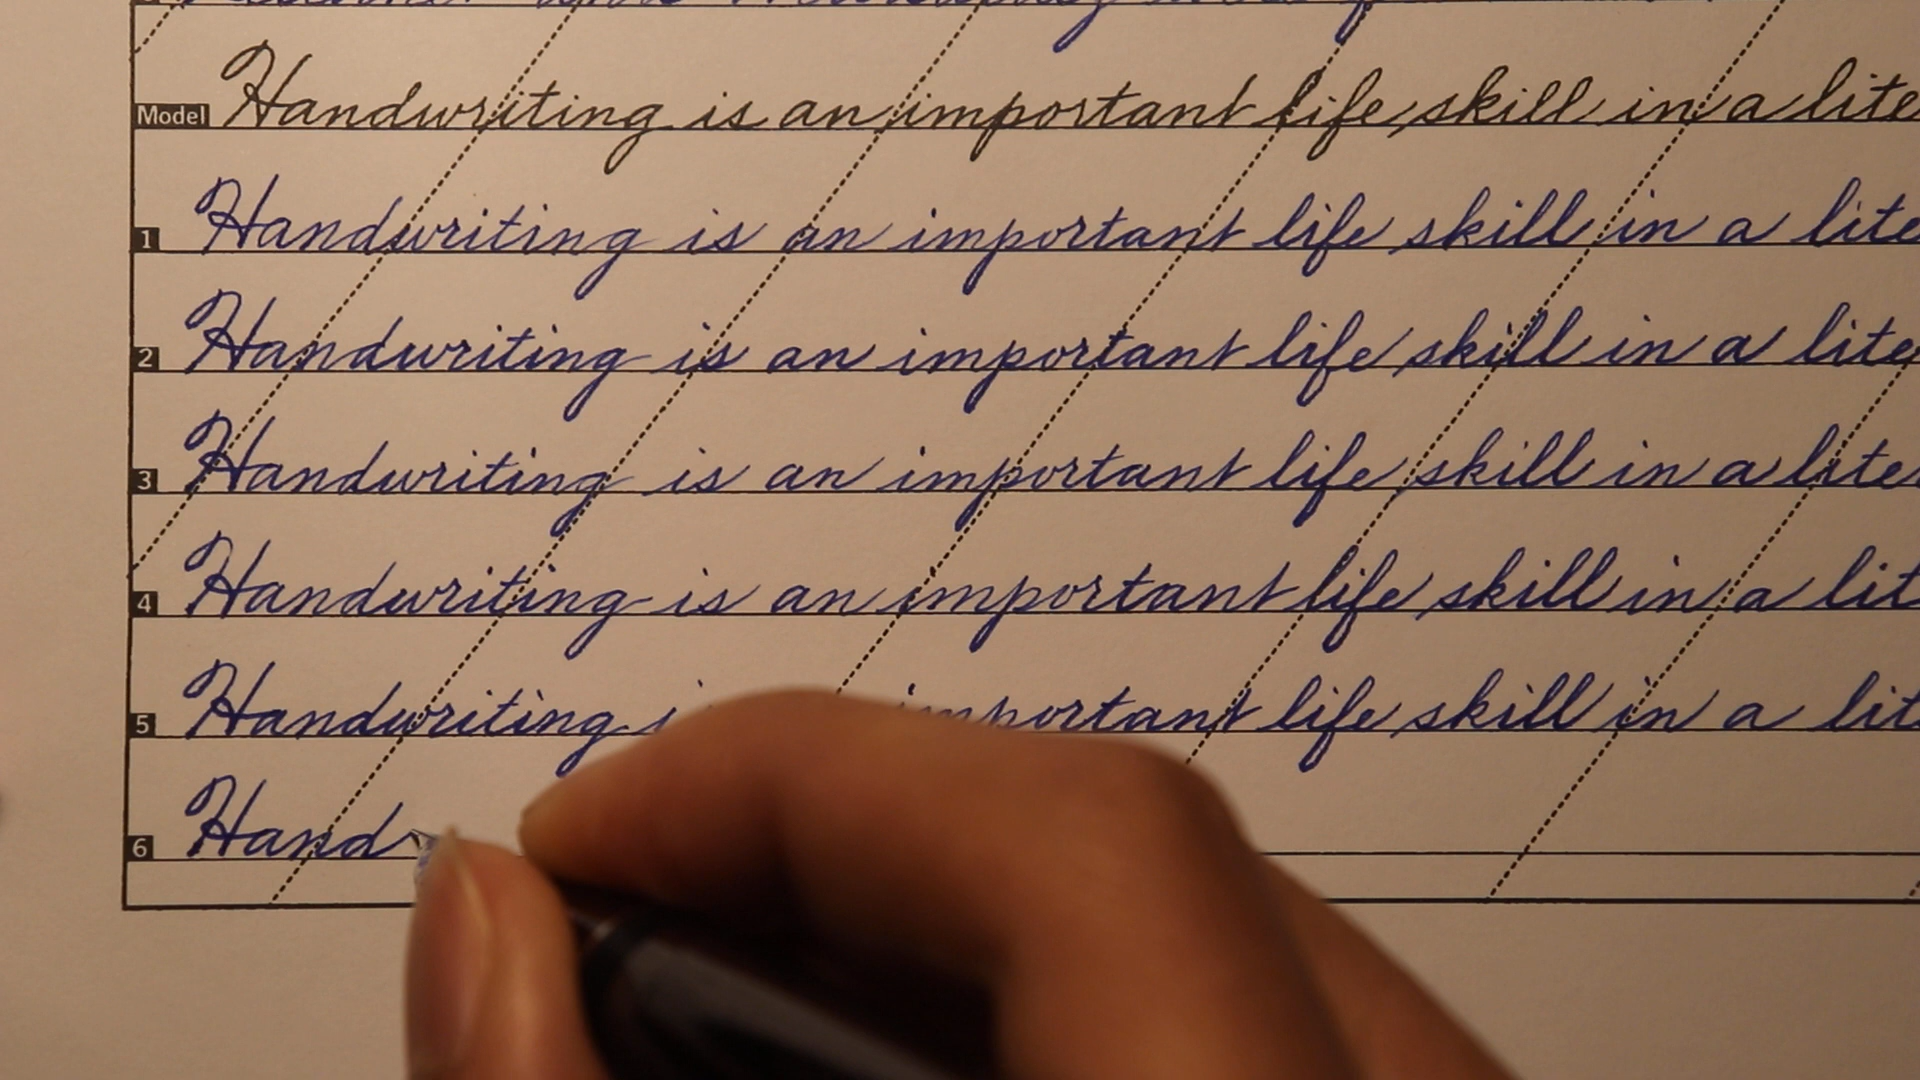 Model Handwriting is an important life skill in a lite
1 Handwriting is an important life skill in a lite
2 Handwriting is an important life skill in a lite
3 Handwriting is an important life skill in a lite
4 Handwriting is an important life skill in a lit
5 Handwriting important life skill in a lit
6 Hand